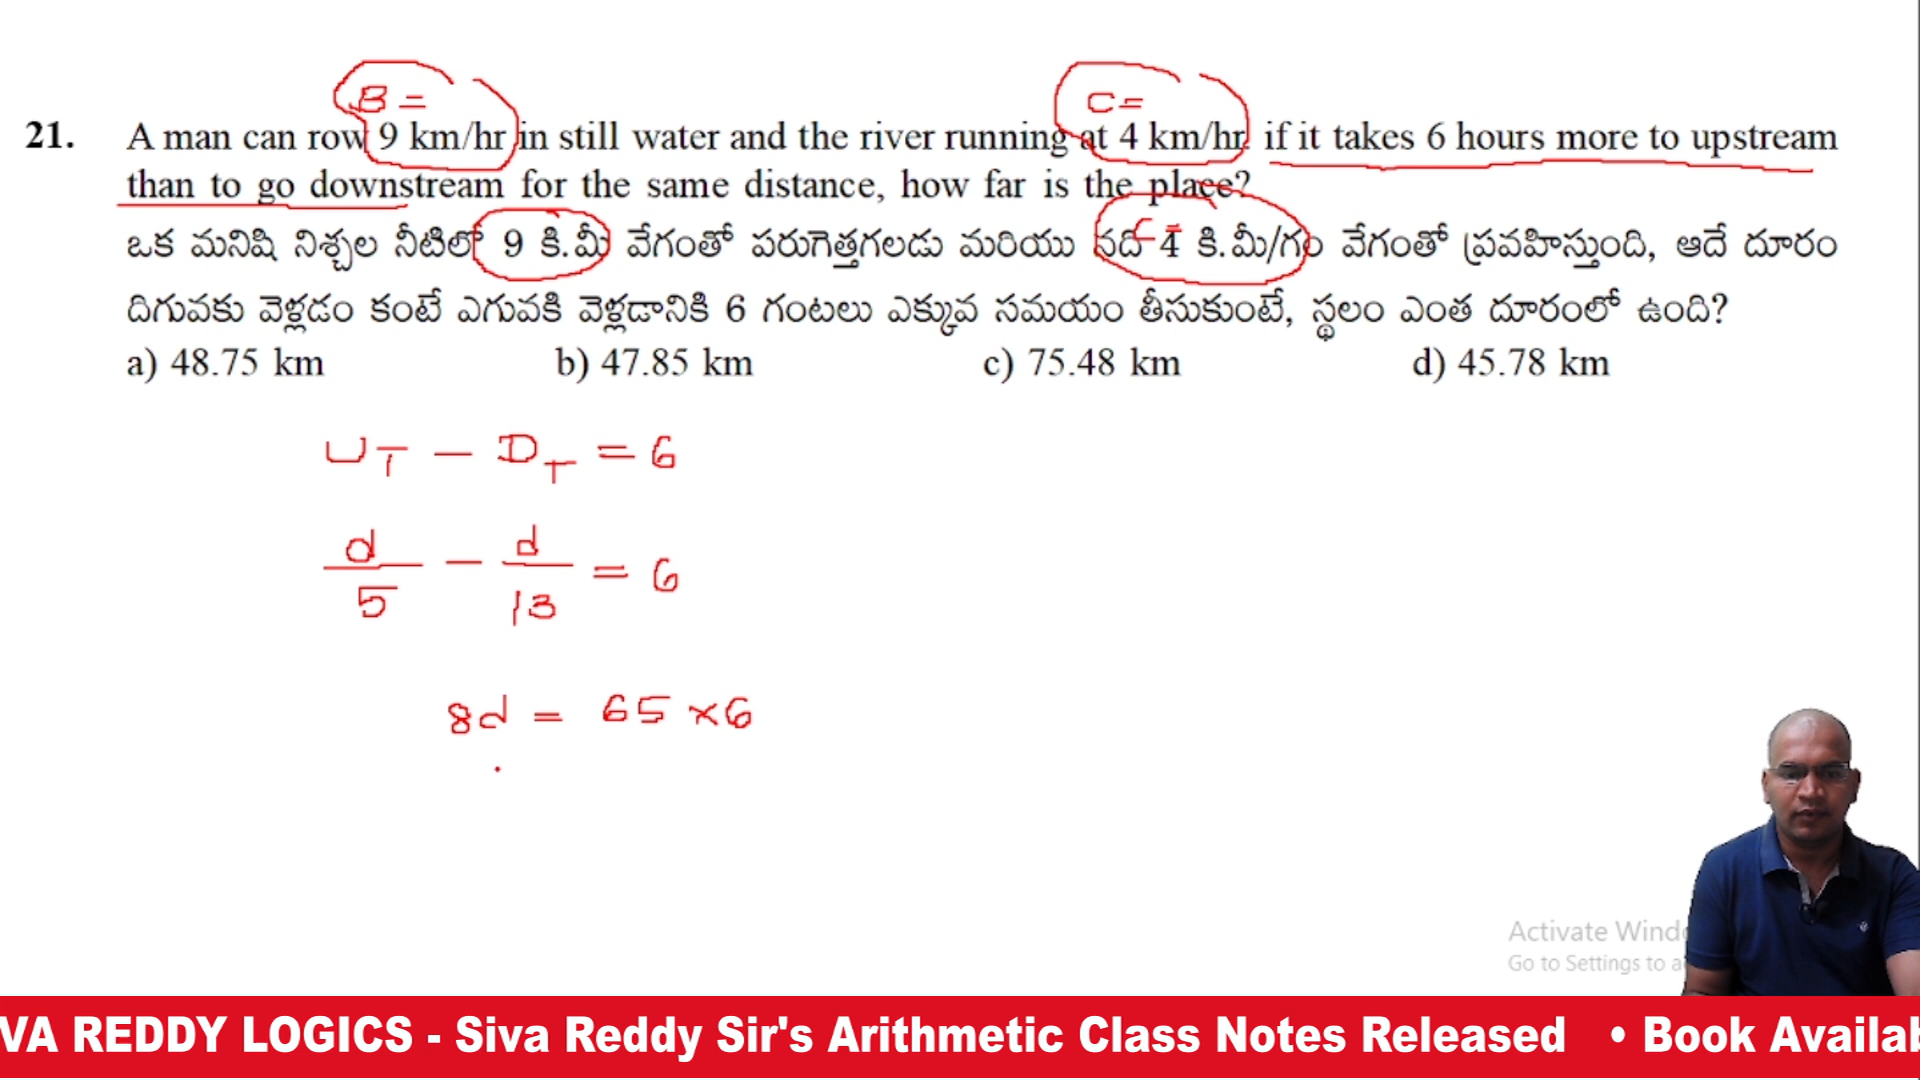 B =
C =
21. A man can row 9 km/hr in still water and the river running at 4 km/hr. if it takes 6 hours more to upstream
than to go downstream for the same distance, how far is the place?
C =
ఒక మనిషి నిశ్చల నీటిలో 9 కి.మీ వేగంతో పరుగెత్తగలడు మరియు నది 4 కి.మీ/గం వేగంతో ప్రవహిస్తుంది, ఆదే దూరం
దిగువకు వెళ్లడం కంటే ఎగువకి వెళ్లడానికి 6 గంటలు ఎక్కువ సమయం తీసుకుంటే, స్థలం ఎంత దూరంలో ఉంది?
a) 48.75 km b) 47.85 km c) 75.48 km d) 45.78 km
U_T - D_T = 6
d/5 - d/13 = 6
8d = 65 × 6
Activate Wind
Go to Settings to a
VA REDDY LOGICS - Siva Reddy Sir's Arithmetic Class Notes Released • Book Availab